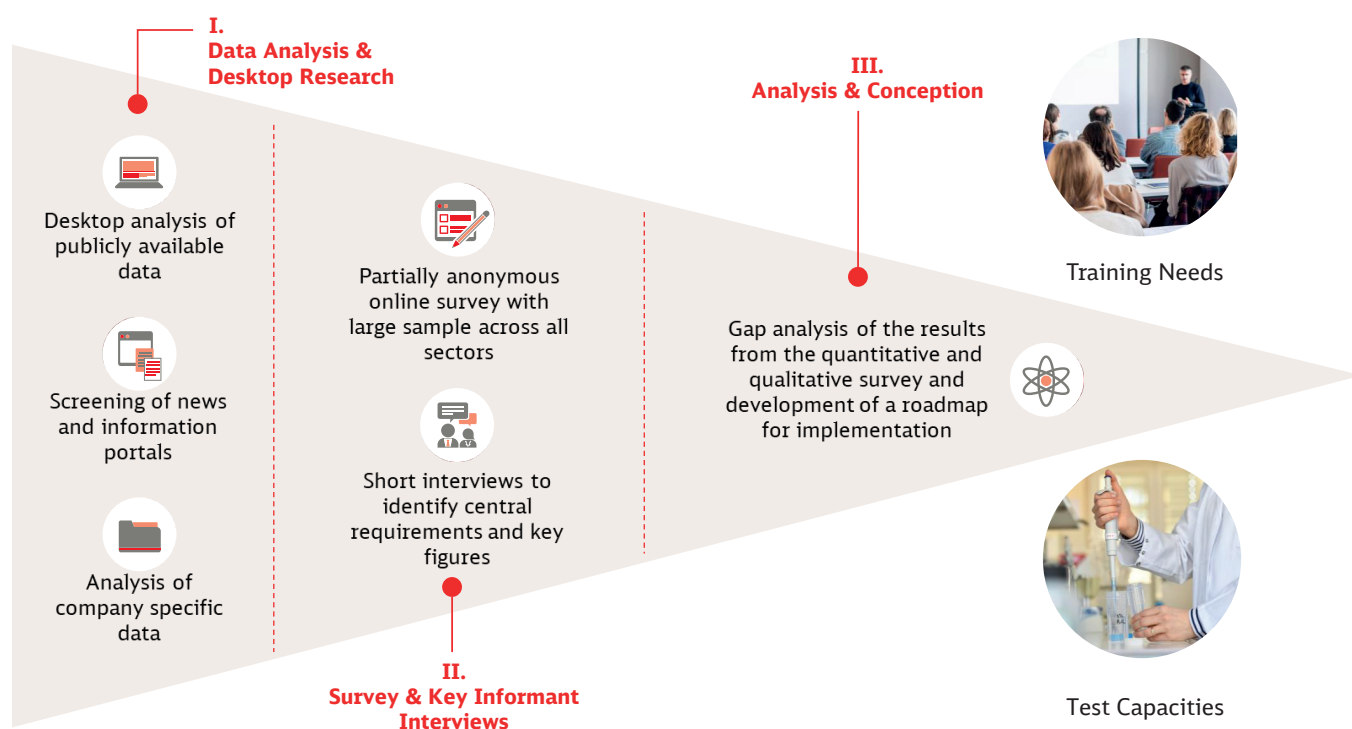 I.
Data Analysis &
Desktop Research
Desktop analysis of
publicly available
data
Screening of news
and information
portals
Analysis of
company specific
data
Partially anonymous
online survey with
large sample across all
sectors
Short interviews to
identify central
requirements and key
figures
II.
Survey & Key Informant
Interviews
III.
Analysis & Conception
Gap analysis of the results
from the quantitative and
qualitative survey and
development of a roadmap
for implementation
Training Needs
Test Capacities